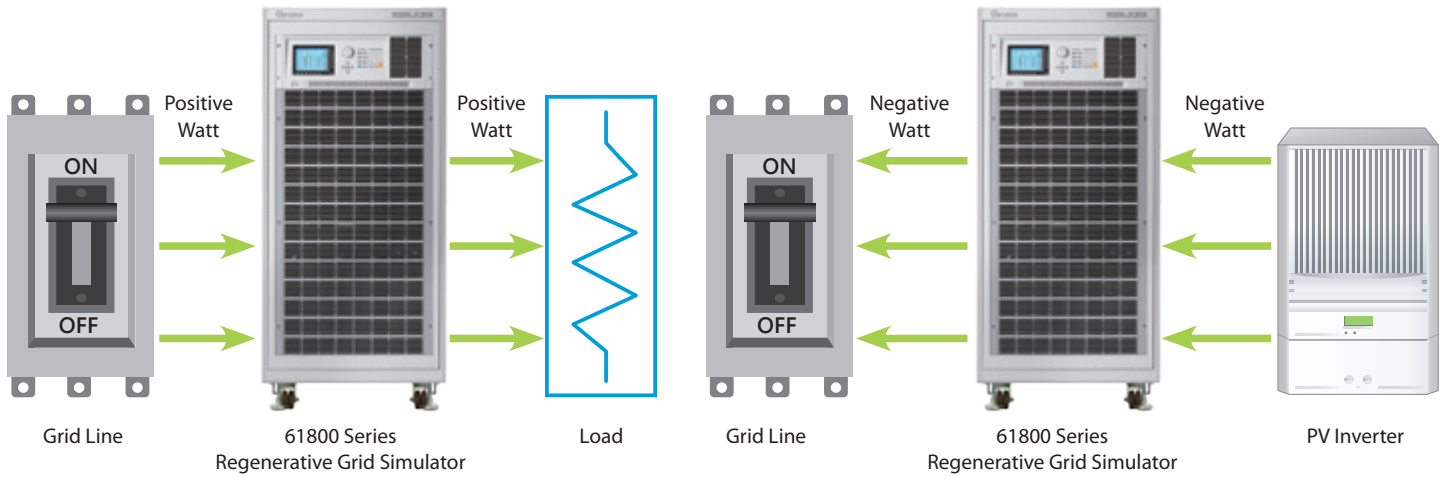 Positive
Watt
Positive
Watt
Negative
Watt
Negative
Watt
ON
OFF
ON
OFF
Grid Line
61800 Series
Regenerative Grid Simulator
Load
Grid Line
61800 Series
Regenerative Grid Simulator
PV Inverter